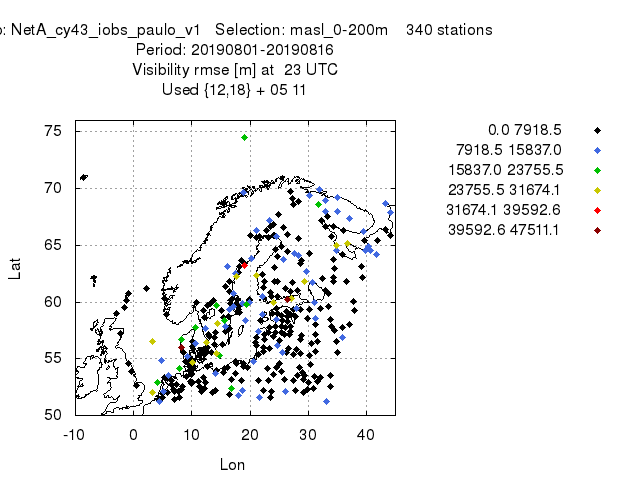 : NetA_cy43_iobs_paulo_v1 Selection: masl_0-200m 340 stations
Period: 20190801-20190816
Visibility rmse [m] at 23 UTC
Used {12,18} + 05 11
0.0 7918.5
7918.5 15837.0
15837.0 23755.5
23755.5 31674.1
31674.1 39592.6
39592.6 47511.1
75
70
65
60
55
50
Lat
-10 0 10 20 30 40
Lon